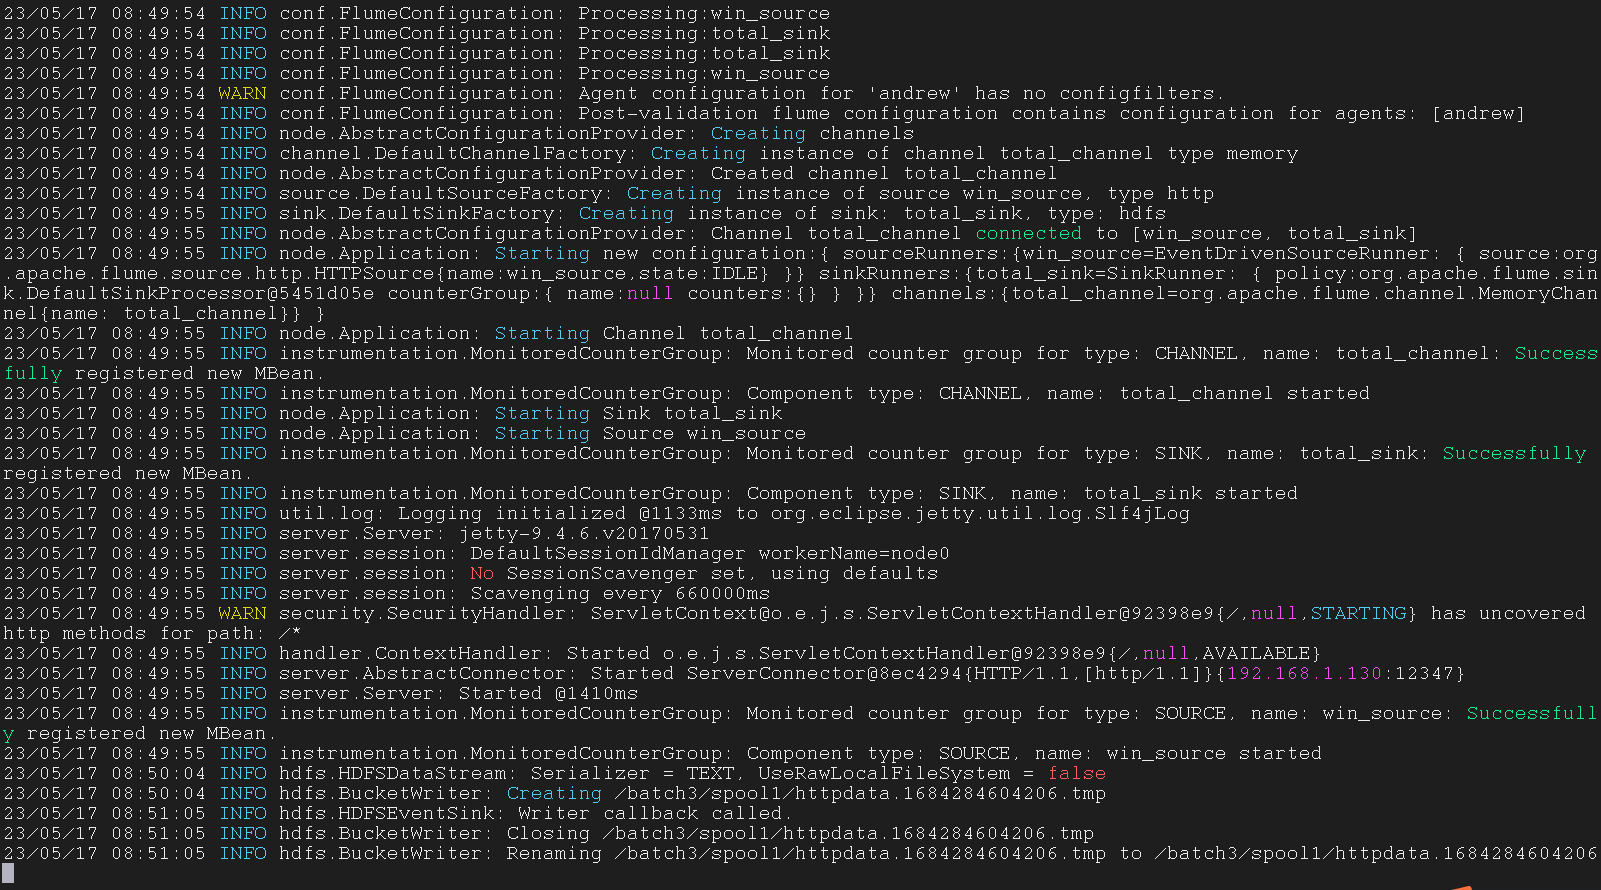 23/05/17 08:49:54 INFO conf.FlumeConfiguration: Processing:win_source
23/05/17 08:49:54 INFO conf.FlumeConfiguration: Processing:total_sink
23/05/17 08:49:54 INFO conf.FlumeConfiguration: Processing:total_sink
23/05/17 08:49:54 INFO conf.FlumeConfiguration: Processing:win_source
23/05/17 08:49:54 WARN conf.FlumeConfiguration: Agent configuration for 'andrew' has no configfilters.
23/05/17 08:49:54 INFO conf.FlumeConfiguration: Post-validation flume configuration contains configuration for agents: [andrew]
23/05/17 08:49:54 INFO node.AbstractConfigurationProvider: Creating channels
23/05/17 08:49:54 INFO channel.DefaultChannelFactory: Creating instance of channel total_channel type memory
23/05/17 08:49:54 INFO node.AbstractConfigurationProvider: Created channel total_channel
23/05/17 08:49:54 INFO source.DefaultSourceFactory: Creating instance of source win_source, type http
23/05/17 08:49:55 INFO sink.DefaultSinkFactory: Creating instance of sink: total_sink, type: hdfs
23/05/17 08:49:55 INFO node.AbstractConfigurationProvider: Channel total_channel connected to [win_source, total_sink]
23/05/17 08:49:55 INFO node.Application: Starting new configuration:{ sourceRunners:{win_source=EventDrivenSourceRunner: { source:org
.apache.flume.source.http.HTTPSource{name:win_source,state:IDLE} }} sinkRunners:{total_sink=SinkRunner: { policy:org.apache.flume.sin
k.DefaultSinkProcessor@5451d05e counterGroup:{ name:null counters:{} } }} channels:{total_channel=org.apache.flume.channel.MemoryChan
nel{name: total_channel}} }
23/05/17 08:49:55 INFO node.Application: Starting Channel total_channel
23/05/17 08:49:55 INFO instrumentation.MonitoredCounterGroup: Monitored counter group for type: CHANNEL, name: total_channel: Success
fully registered new MBean.
23/05/17 08:49:55 INFO instrumentation.MonitoredCounterGroup: Component type: CHANNEL, name: total_channel started
23/05/17 08:49:55 INFO node.Application: Starting Sink total_sink
23/05/17 08:49:55 INFO node.Application: Starting Source win_source
23/05/17 08:49:55 INFO instrumentation.MonitoredCounterGroup: Monitored counter group for type: SINK, name: total_sink: Successfully
registered new MBean.
23/05/17 08:49:55 INFO instrumentation.MonitoredCounterGroup: Component type: SINK, name: total_sink started
23/05/17 08:49:55 INFO util.log: Logging initialized @1133ms to org.eclipse.jetty.util.log.Slf4jLog
23/05/17 08:49:55 INFO server.Server: jetty-9.4.6.v20170531
23/05/17 08:49:55 INFO server.session: DefaultSessionIdManager workerName=node0
23/05/17 08:49:55 INFO server.session: No SessionScavenger set, using defaults
23/05/17 08:49:55 INFO server.session: Scavenging every 660000ms
23/05/17 08:49:55 WARN security.SecurityHandler: ServletContext@o.e.j.s.ServletContextHandler@92398e9{/,null,STARTING} has uncovered
http methods for path: /*
23/05/17 08:49:55 INFO handler.ContextHandler: Started o.e.j.s.ServletContextHandler@92398e9{/,null,AVAILABLE}
23/05/17 08:49:55 INFO server.AbstractConnector: Started ServerConnector@8ec4294{HTTP/1.1,[http/1.1]}{192.168.1.130:12347}
23/05/17 08:49:55 INFO server.Server: Started @1410ms
23/05/17 08:49:55 INFO instrumentation.MonitoredCounterGroup: Monitored counter group for type: SOURCE, name: win_source: Successfull
y registered new MBean.
23/05/17 08:49:55 INFO instrumentation.MonitoredCounterGroup: Component type: SOURCE, name: win_source started
23/05/17 08:50:04 INFO hdfs.HDFSDataStream: Serializer = TEXT, UseRawLocalFileSystem = false
23/05/17 08:50:04 INFO hdfs.BucketWriter: Creating /batch3/spool1/httpdata.1684284604206.tmp
23/05/17 08:51:05 INFO hdfs.HDFSEventSink: Writer callback called.
23/05/17 08:51:05 INFO hdfs.BucketWriter: Closing /batch3/spool1/httpdata.1684284604206.tmp
23/05/17 08:51:05 INFO hdfs.BucketWriter: Renaming /batch3/spool1/httpdata.1684284604206.tmp to /batch3/spool1/httpdata.1684284604206